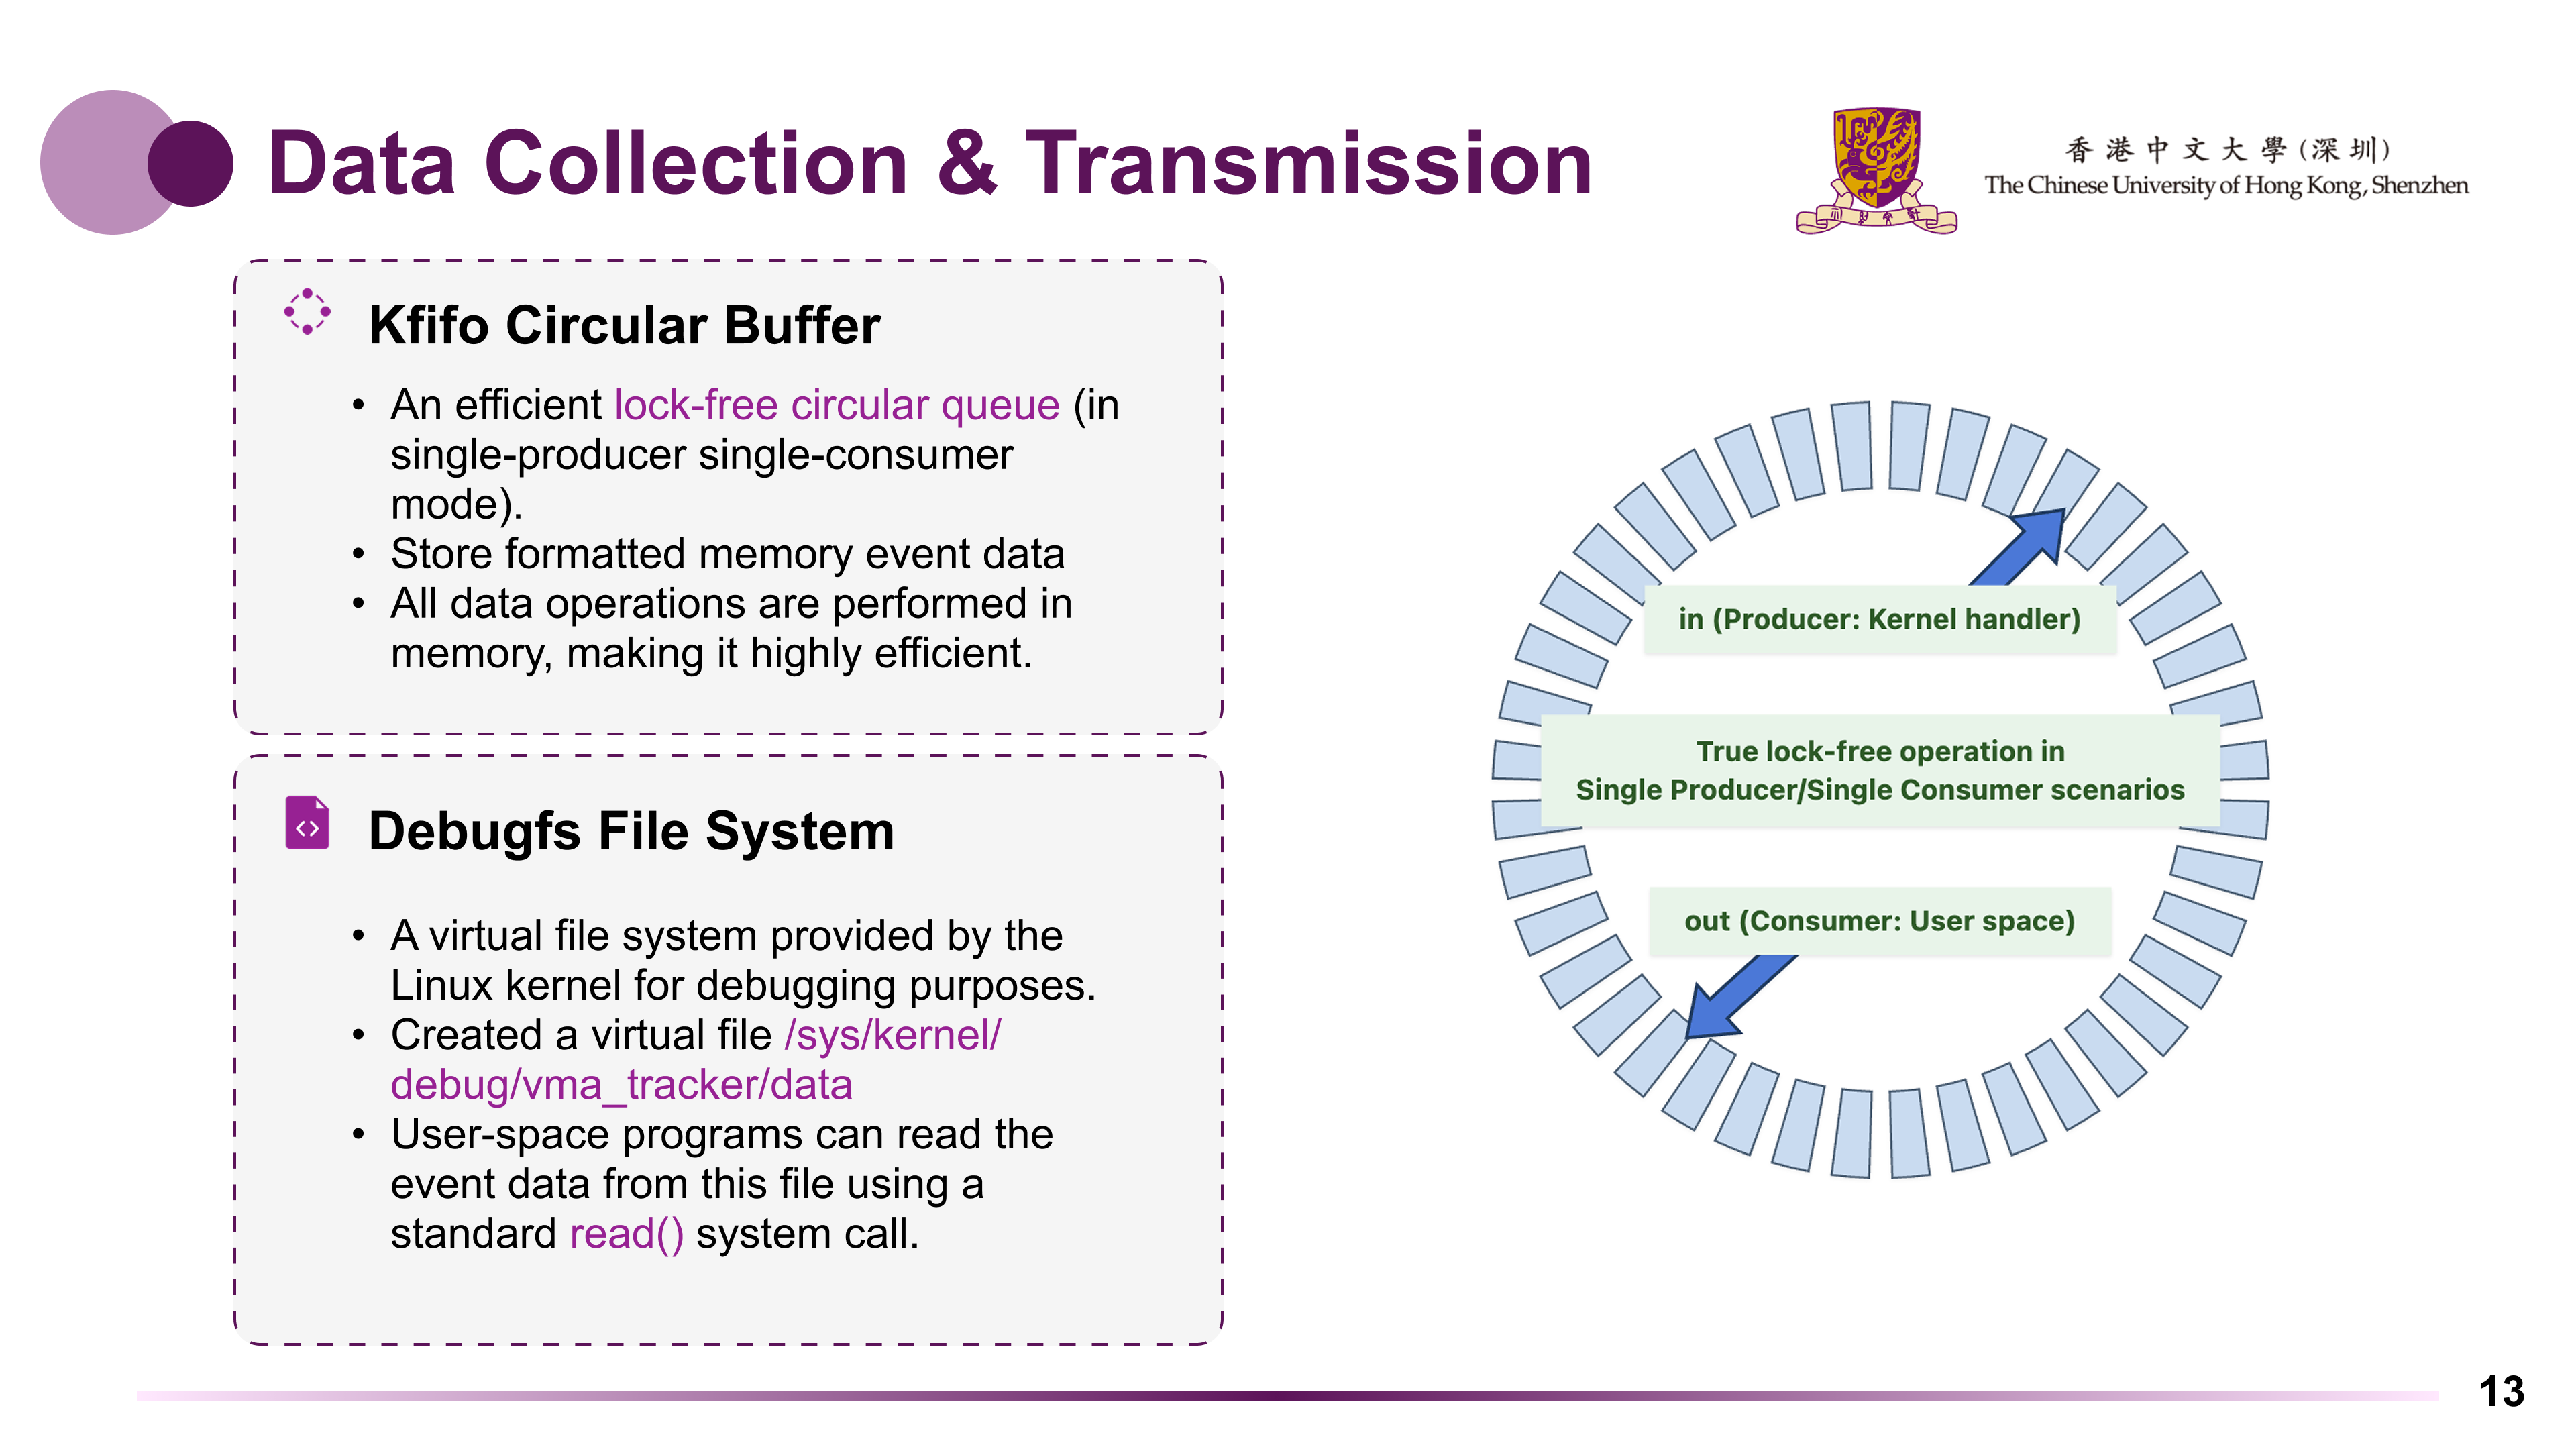 Data Collection & Transmission
香港中文大學(深圳)
The Chinese University of Hong Kong, Shenzhen
Kfifo Circular Buffer
• An efficient lock-free circular queue (in
single-producer single-consumer
mode).
• Store formatted memory event data
• All data operations are performed in
memory, making it highly efficient.
Debugfs File System
<>
• A virtual file system provided by the
Linux kernel for debugging purposes.
• Created a virtual file /sys/kernel/
debug/vma_tracker/data
• User-space programs can read the
event data from this file using a
standard read() system call.
in (Producer: Kernel handler)
True lock-free operation in
Single Producer/Single Consumer scenarios
out (Consumer: User space)
13